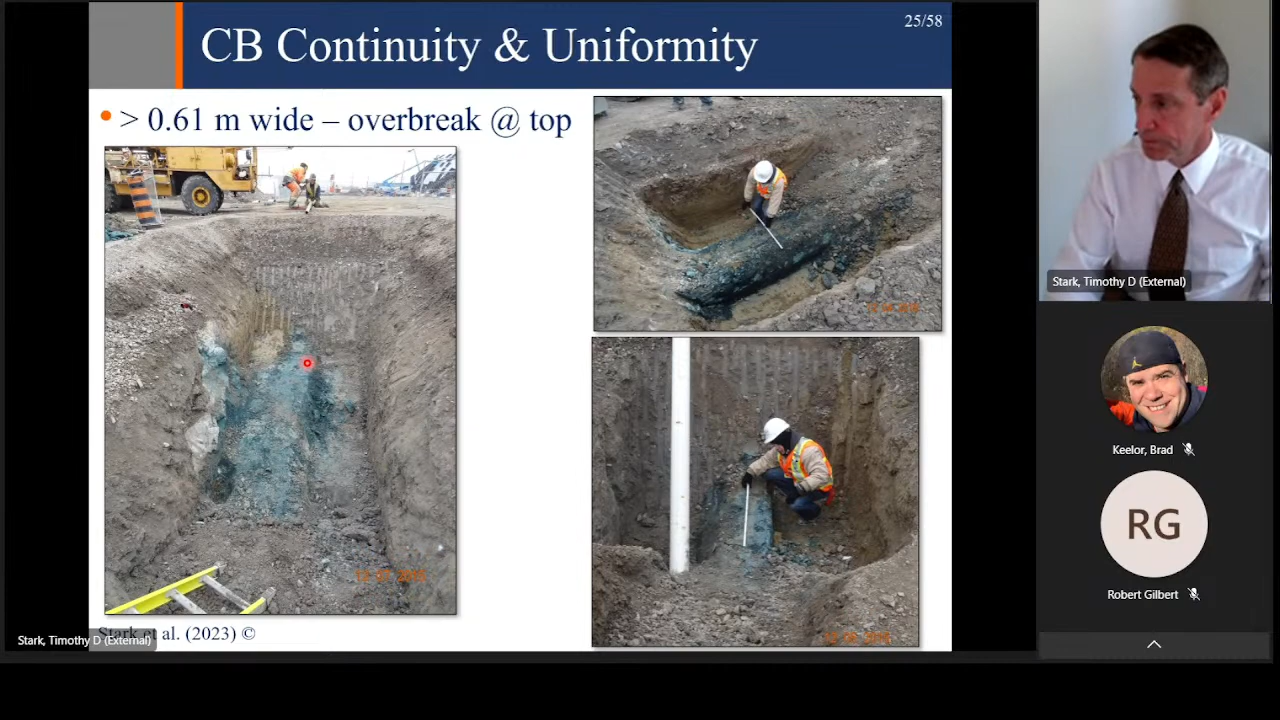 25/58
CB Continuity & Uniformity
• > 0.61 m wide – overbreak @ top
et al. (2023) ©
Stark, Timothy D (External)
Stark, Timothy D (External)
Keelor, Brad
RG
Robert Gilbert